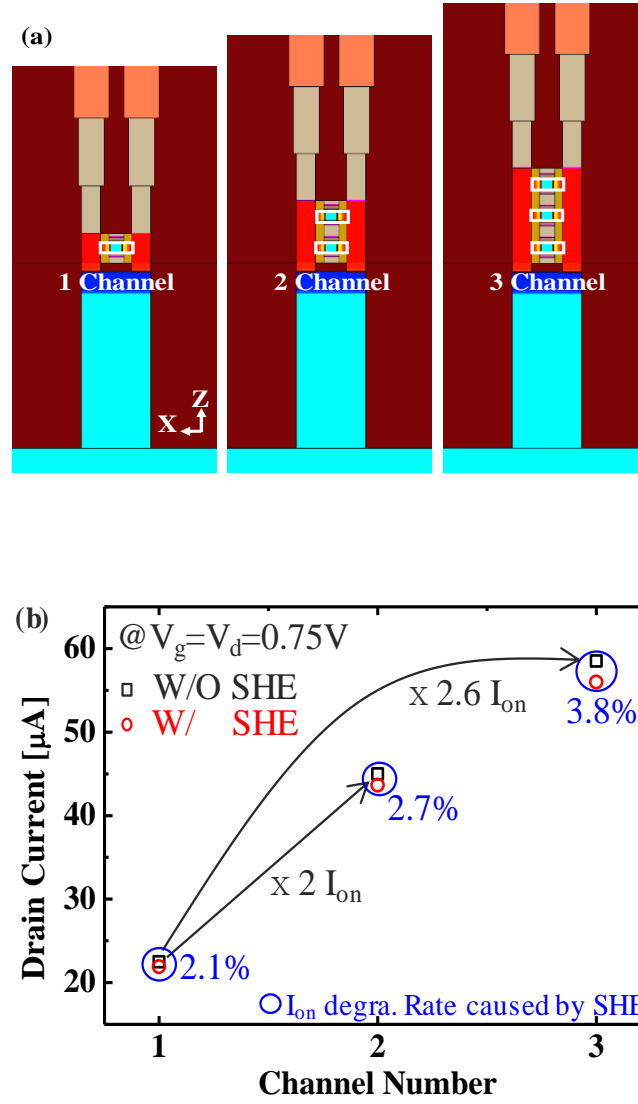 (a)
1 Channel
2 Channel
3 Channel
Z
X
(b)
@V_g=V_d=0.75V
W/O SHE
W/ SHE
x 2.6 I_on
3.8%
2.7%
x 2 I_on
2.1%
I_on degra. Rate caused by SHE
60
50
40
30
20
Drain Current [μA]
1
2
3
Channel Number